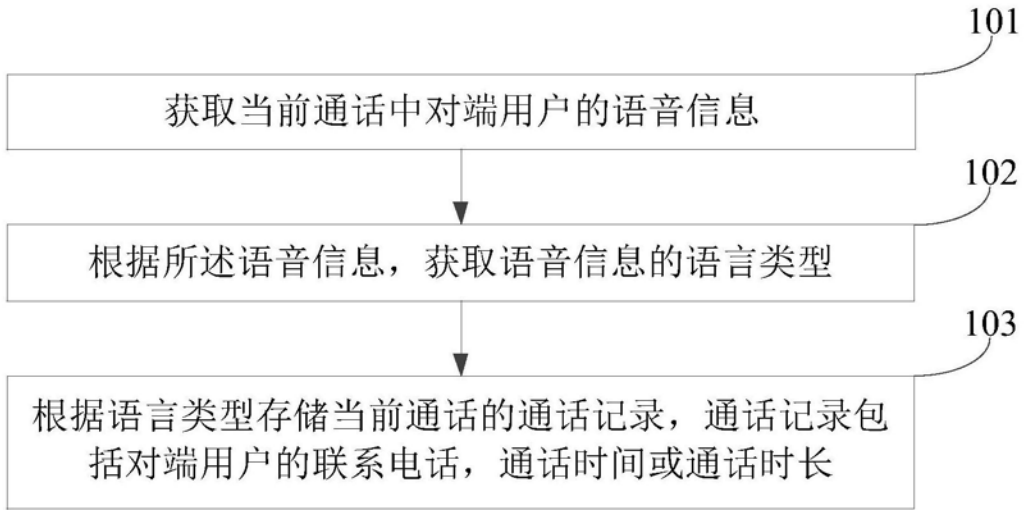 101
获取当前通话中对端用户的语音信息
102
根据所述语音信息，获取语音信息的语言类型
103
根据语言类型存储当前通话的通话记录，通话记录包
括对端用户的联系电话，通话时间或通话时长